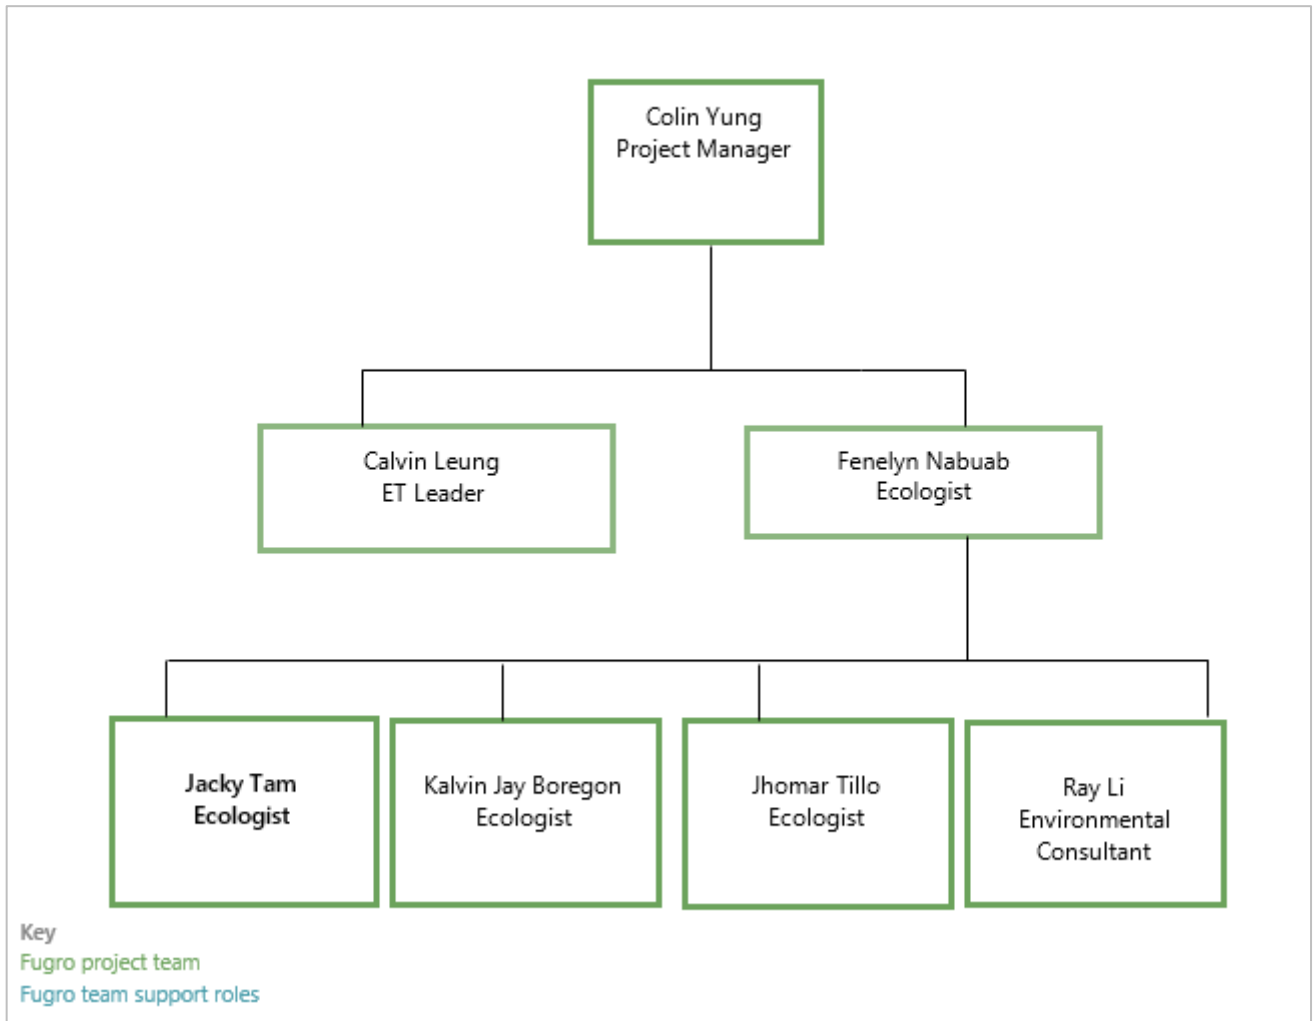 Colin Yung
Project Manager
Calvin Leung
ET Leader
Fenelyn Nabuab
Ecologist
Jacky Tam
Ecologist
Kalvin Jay Boregon
Ecologist
Jhomar Tillo
Ecologist
Ray Li
Environmental
Consultant
Key
Fugro project team
Fugro team support roles